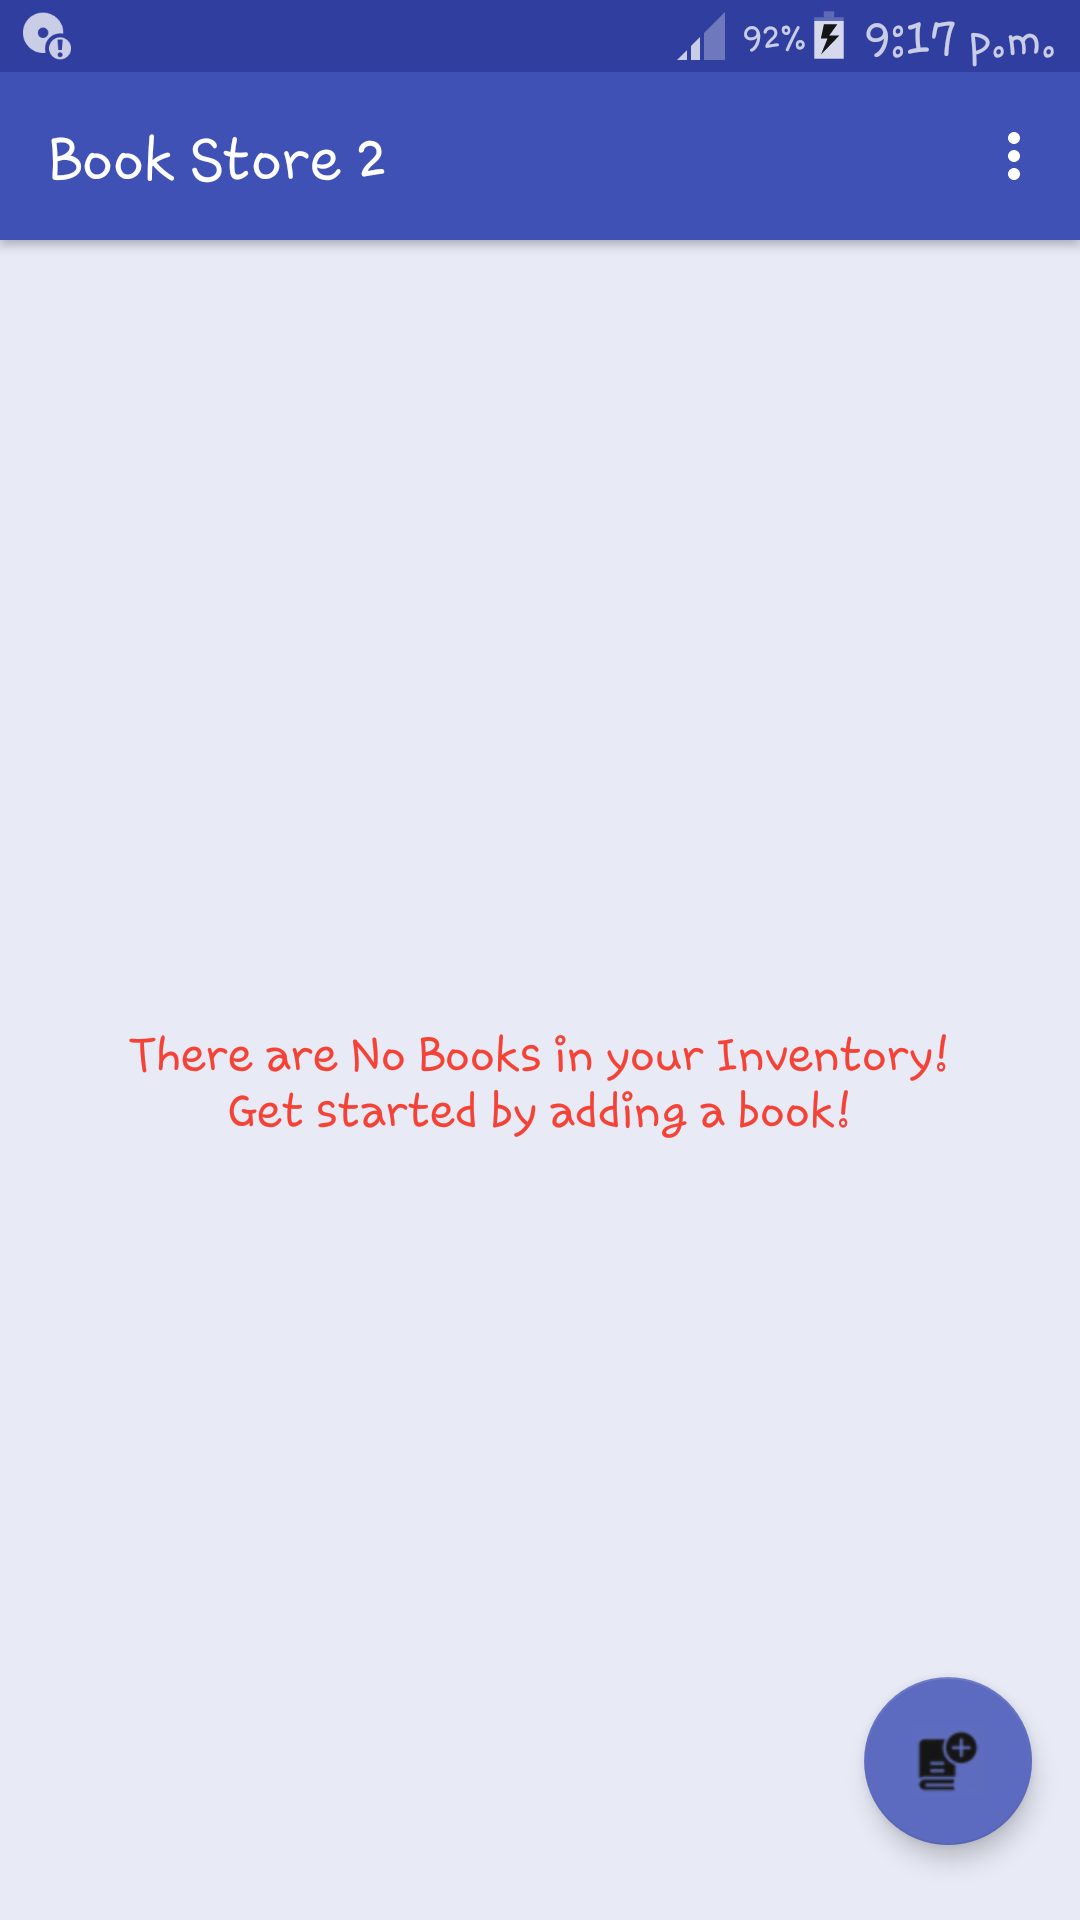 92% 9:17 p.m.
Book Store 2
There are No Books in your Inventory!
Get started by adding a book!